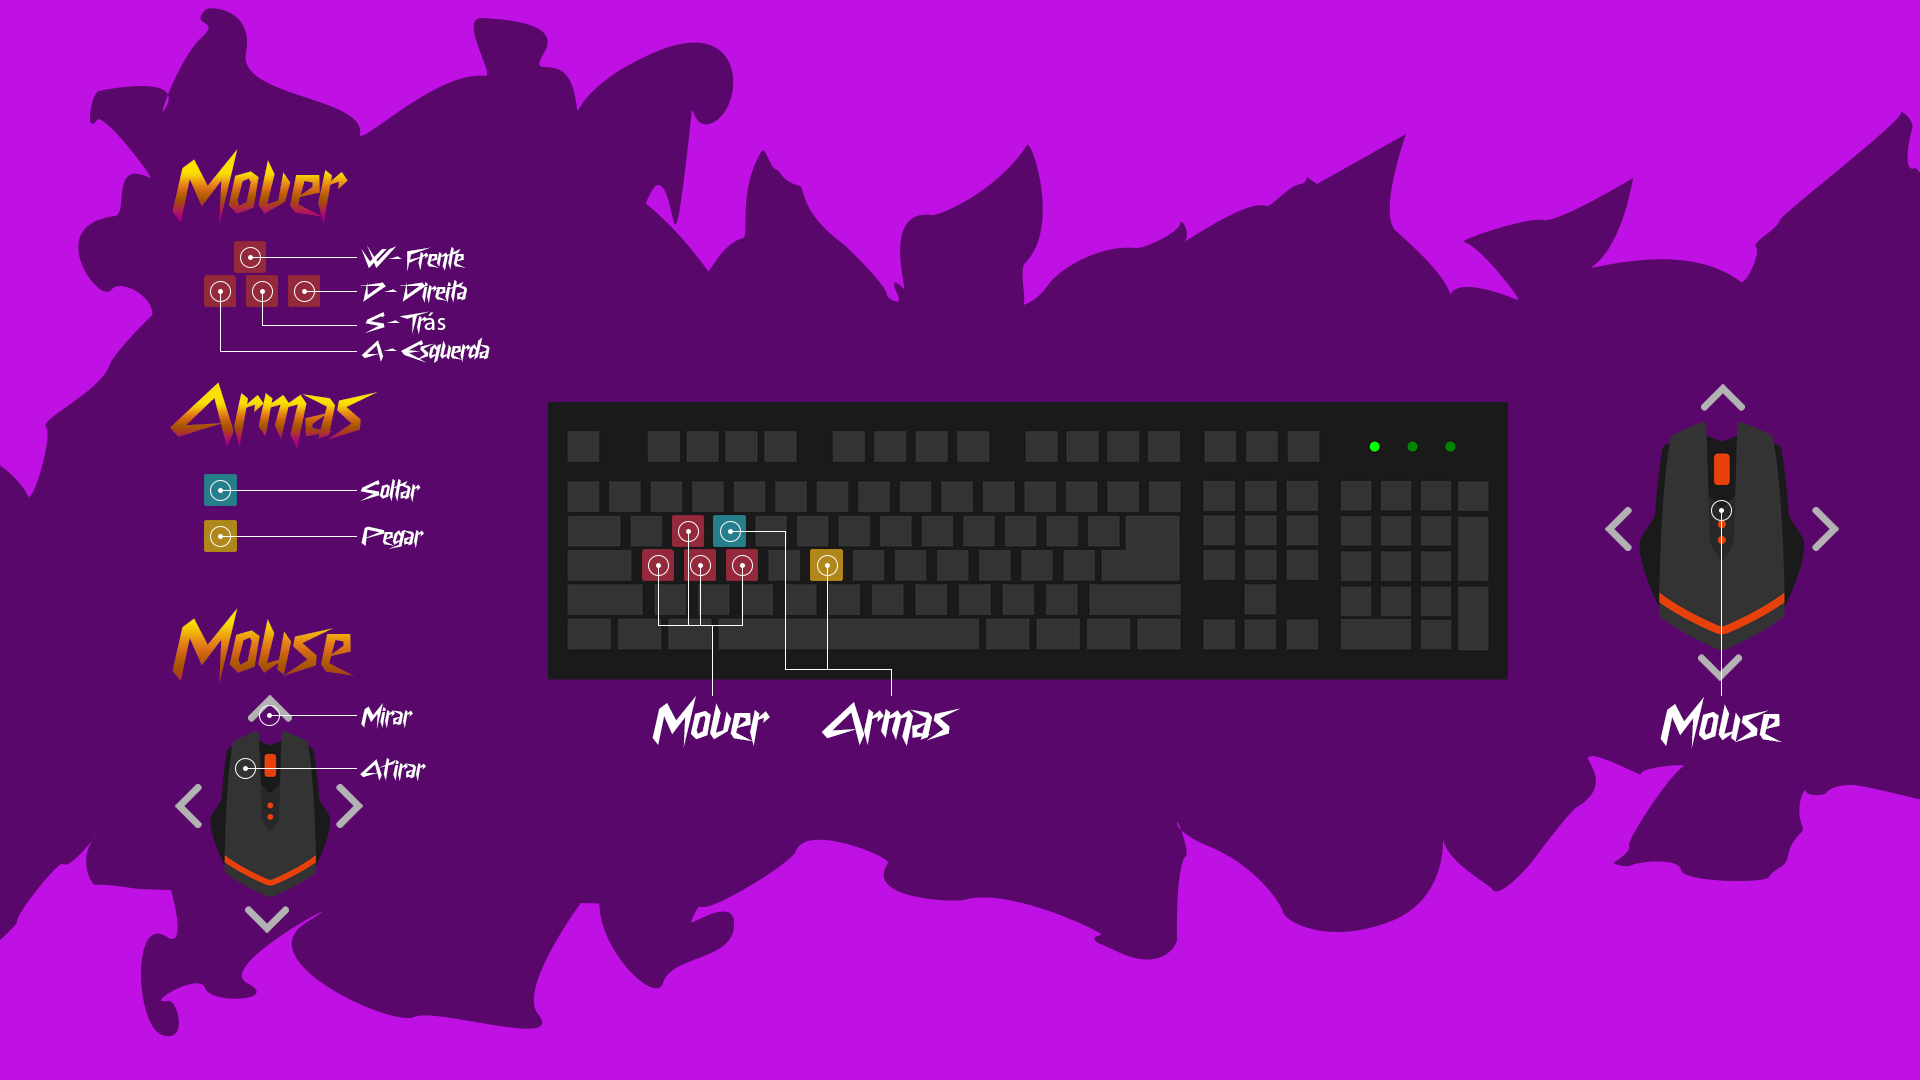 Mover
W- Frente
D- Direita
S- Trás
A- Esquerda
Armas
Soltar
Pegar
Mouse
Mirar
Atirar
Mover
Armas
Mouse